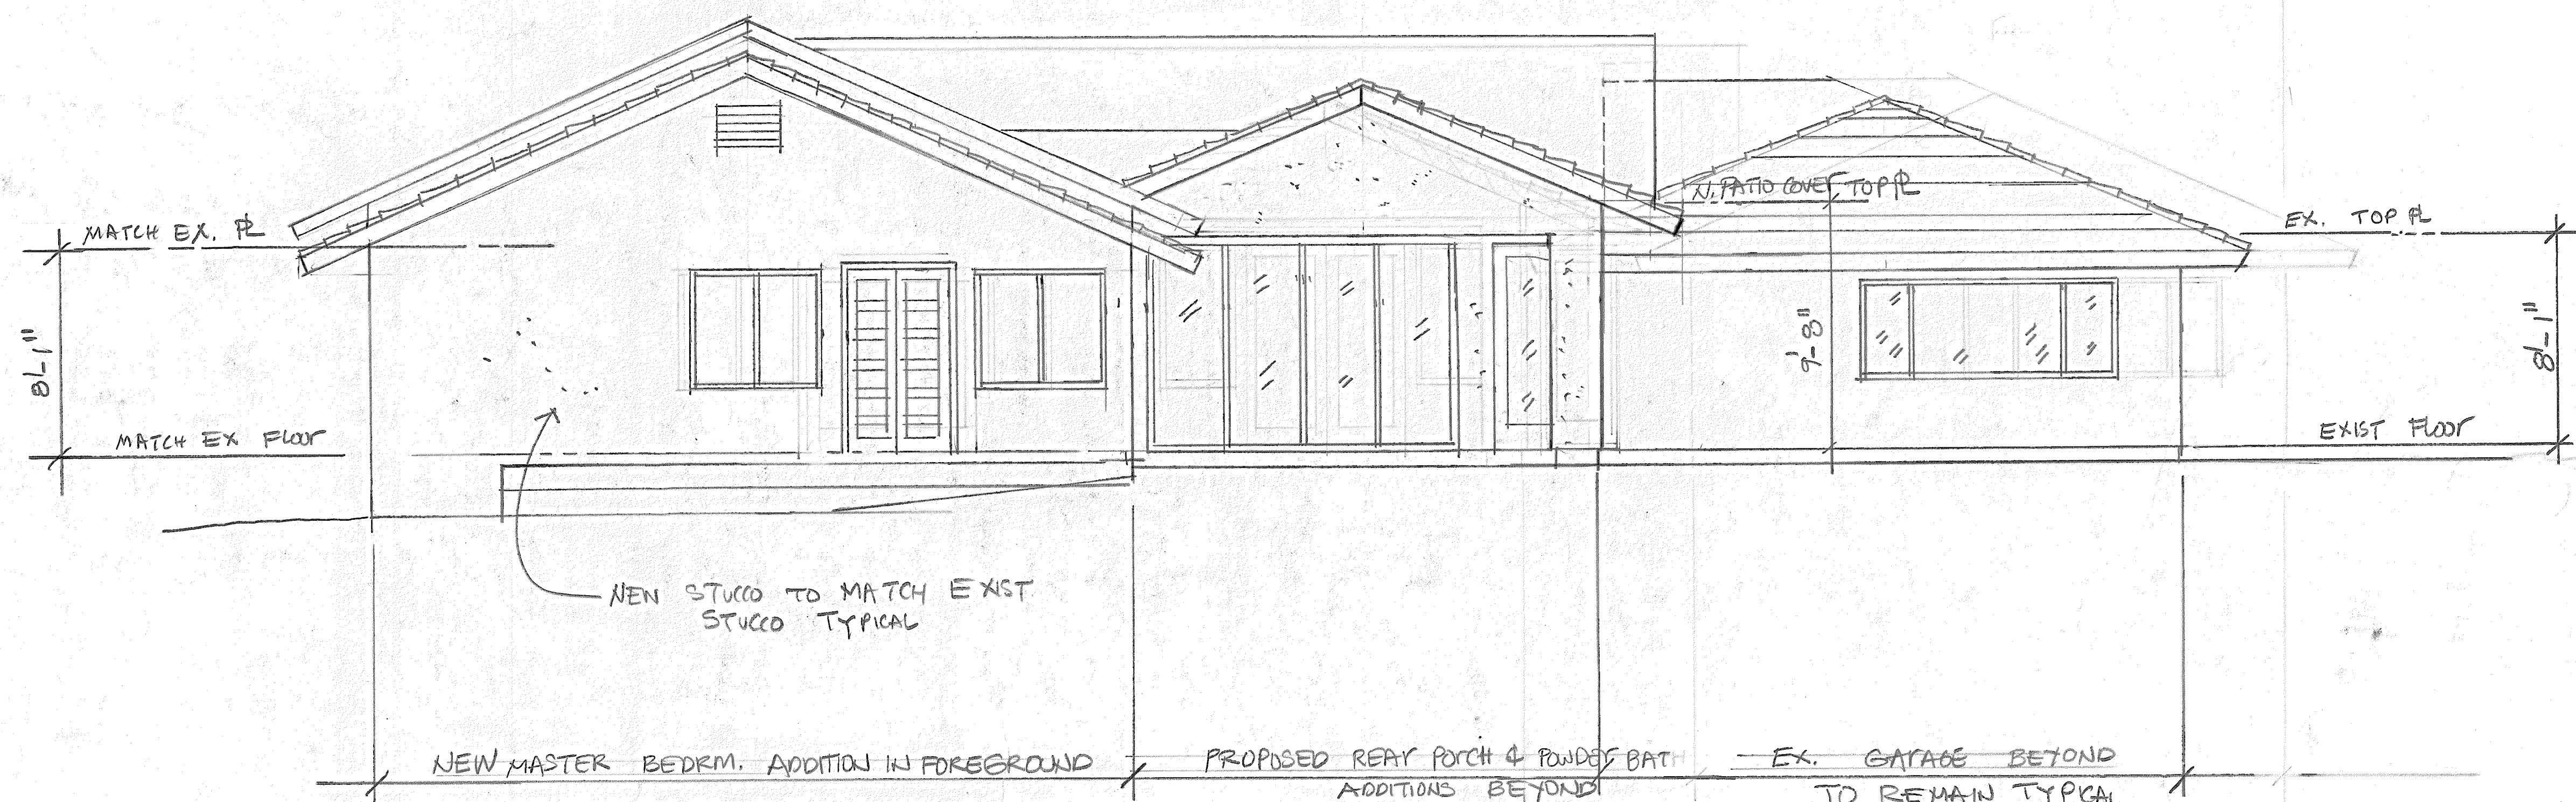 N. PATIO COVER TOP PL
MATCH EX. PL
EX. TOP PL
8'-1"
9'-8"
8'-1"
MATCH EX FLOOR
EXIST FLOOR
NEW STUCCO TO MATCH EXIST
STUCCO TYPICAL
NEW MASTER BEDRM. ADDITION IN FOREGROUND
PROPOSED REAR PORCH & POWDER BATH
ADDITIONS BEYOND
EX. GARAGE BEYOND
TO REMAIN TYPICAL